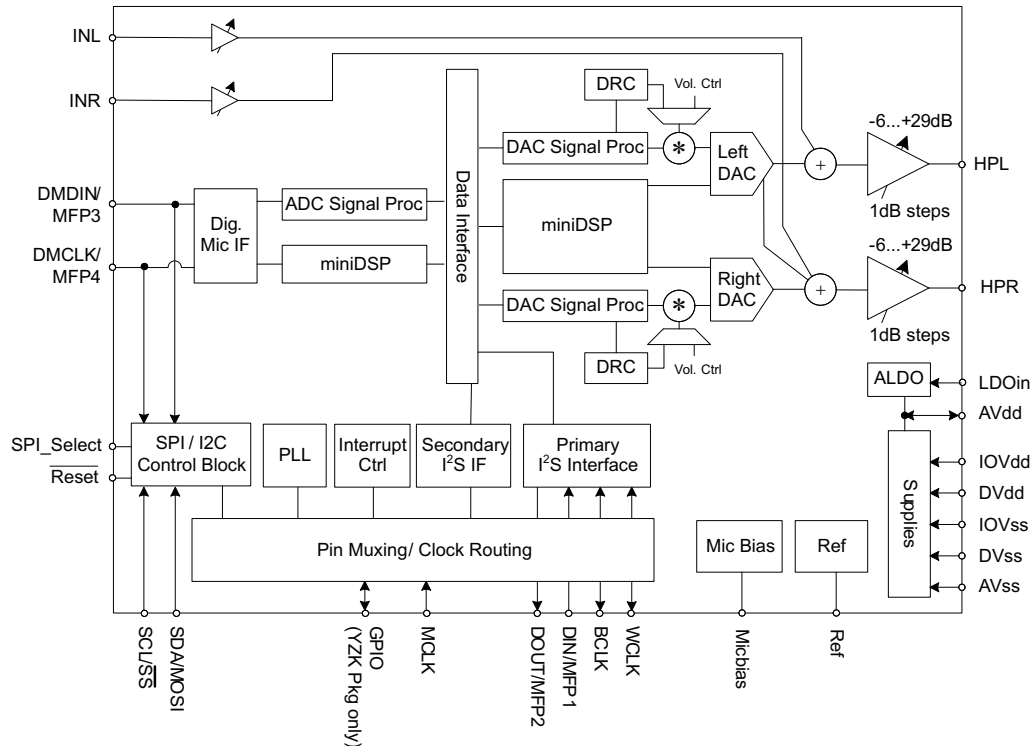 INL
INR
DRC
Vol. Ctrl
-6...+29dB
DAC Signal Proc
*
Left
DAC
+
HPL
1dB steps
DMDIN/
MFP3
DMCLK/
MFP4
Dig.
Mic IF
ADC Signal Proc
miniDSP
Data Interface
miniDSP
-6...+29dB
DAC Signal Proc
*
Right
DAC
+
HPR
1dB steps
DRC
Vol. Ctrl
ALDO
LDOin
AVdd
SPI_Select
Reset
SPI / I2C
Control Block
PLL
Interrupt
Ctrl
Secondary
I²S IF
Primary
I²S Interface
Supplies
IOVdd
DVdd
IOVss
DVss
AVss
Pin Muxing/ Clock Routing
Mic Bias
Ref
SCL/SS
SDA/MOSI
GPIO
(YZK Pkg only)
MCLK
DOUT/MFP2
DIN/MFP1
BCLK
WCLK
Micbias
Ref